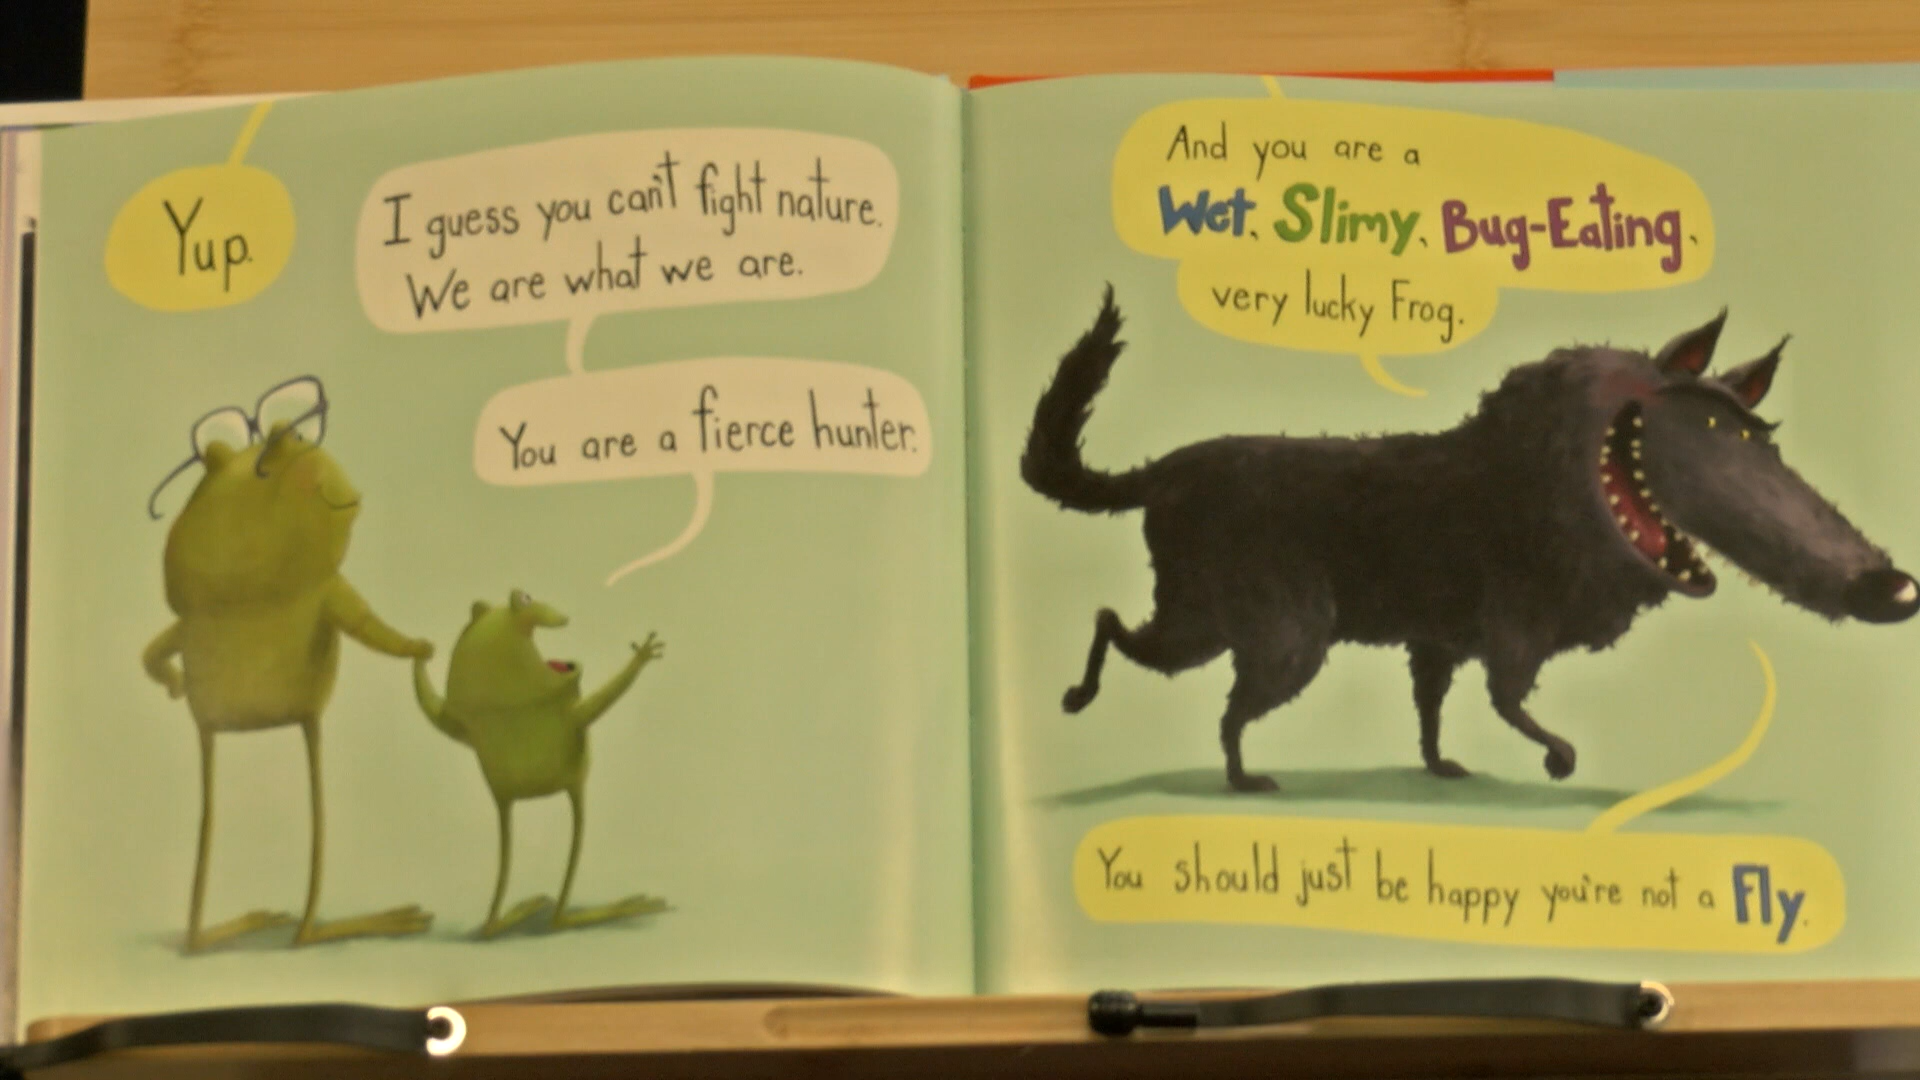 Yup.
I guess you can't fight nature.
We are what we are.
You are a fierce hunter.
And you are a
Wet, Slimy, Bug-Eating,
very lucky Frog.
You should just be happy you're not a Fly.